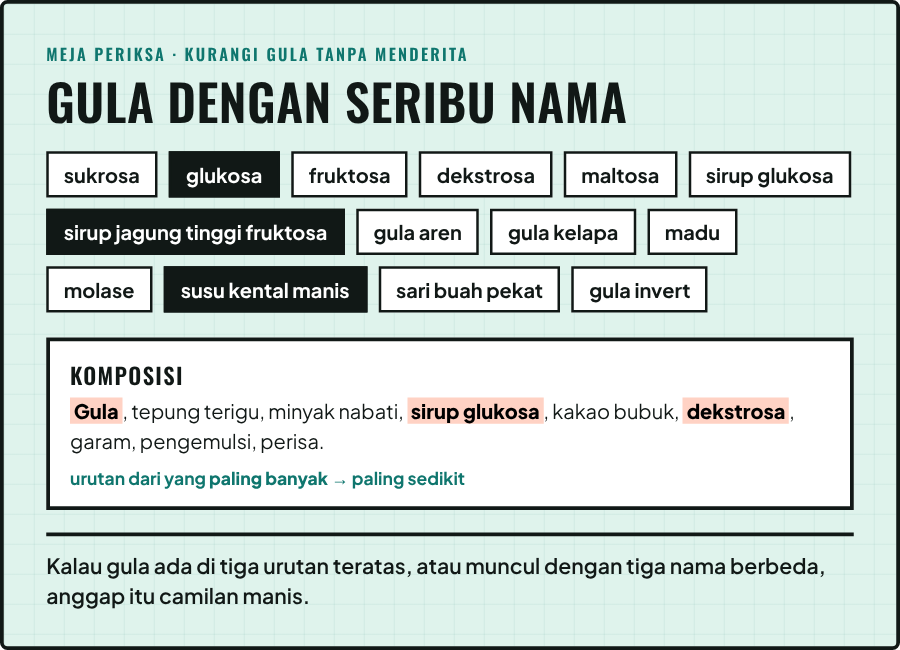 MEJA PERIKSA · KURANGI GULA TANPA MENDERITA
GULA DENGAN SERIBU NAMA
sukrosa glukosa fruktosa dekstrosa maltosa sirup glukosa
sirup jagung tinggi fruktosa gula aren gula kelapa madu
molase susu kental manis sari buah pekat gula invert
KOMPOSISI
Gula, tepung terigu, minyak nabati, sirup glukosa, kakao bubuk, dekstrosa,
garam, pengemulsi, perisa.
urutan dari yang paling banyak → paling sedikit
Kalau gula ada di tiga urutan teratas, atau muncul dengan tiga nama berbeda,
anggap itu camilan manis.